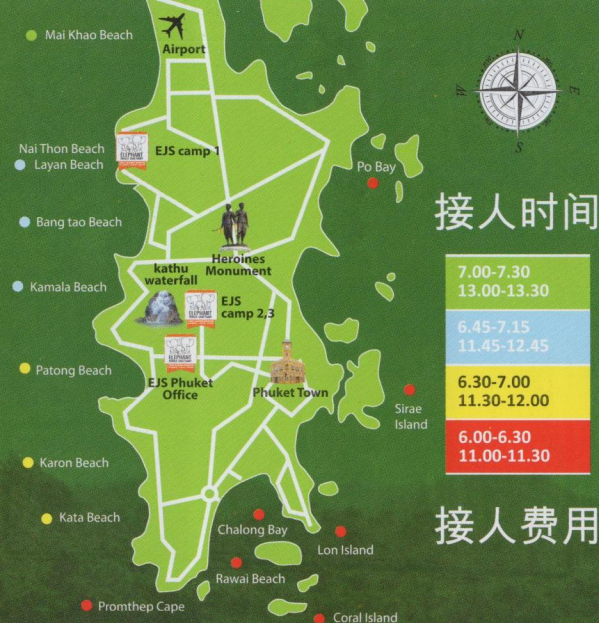 Mai Khao Beach
Airport
N
W
E
S
Nai Thon Beach
Layan Beach
EJS camp 1
Po Bay
接人时间
Bang tao Beach
Heroines
Monument
kathu
waterfall
Kamala Beach
EJS
camp 2,3
7.00-7.30
13.00-13.30
6.45-7.15
11.45-12.45
6.30-7.00
11.30-12.00
6.00-6.30
11.00-11.30
ELEPHANT
ELEPHANT
ELEPHANT
Patong Beach
EJS Phuket
Office
Phuket Town
Sirae
Island
Karon Beach
Kata Beach
Chalong Bay
Lon Island
接人费用
Rawai Beach
Promthep Cape
Coral Island